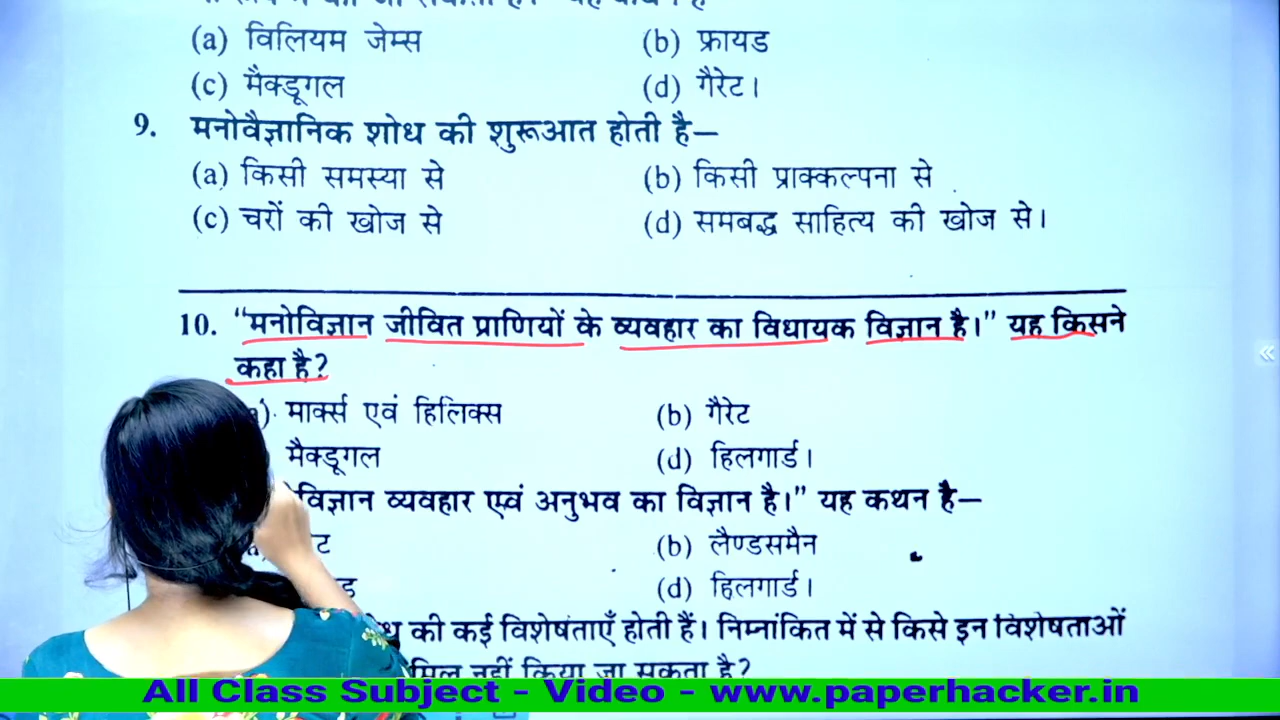 (a) विलियम जेम्स (b) फ्रायड
(c) मैक्डूगल (d) गैरेट।
9. मनोवैज्ञानिक शोध की शुरूआत होती है—
(a) किसी समस्या से (b) किसी प्राक्कल्पना से
(c) चरों की खोज से (d) समबद्ध साहित्य की खोज से।
10. “मनोविज्ञान जीवित प्राणियों के व्यवहार का विधायक विज्ञान है।” यह किसने
कहा है?
मार्क्स एवं हिलिक्स (b) गैरेट
मैक्डूगल (d) हिलगार्ड।
विज्ञान व्यवहार एवं अनुभव का विज्ञान है।” यह कथन है—
(b) लैण्डसमैन
(d) हिलगार्ड।
की कई विशेषताएँ होती हैं। निम्नांकित में से किसे इन विशेषताओं
नहीं किया जा सकता है?
All Class Subject - Video - www.paperhacker.in